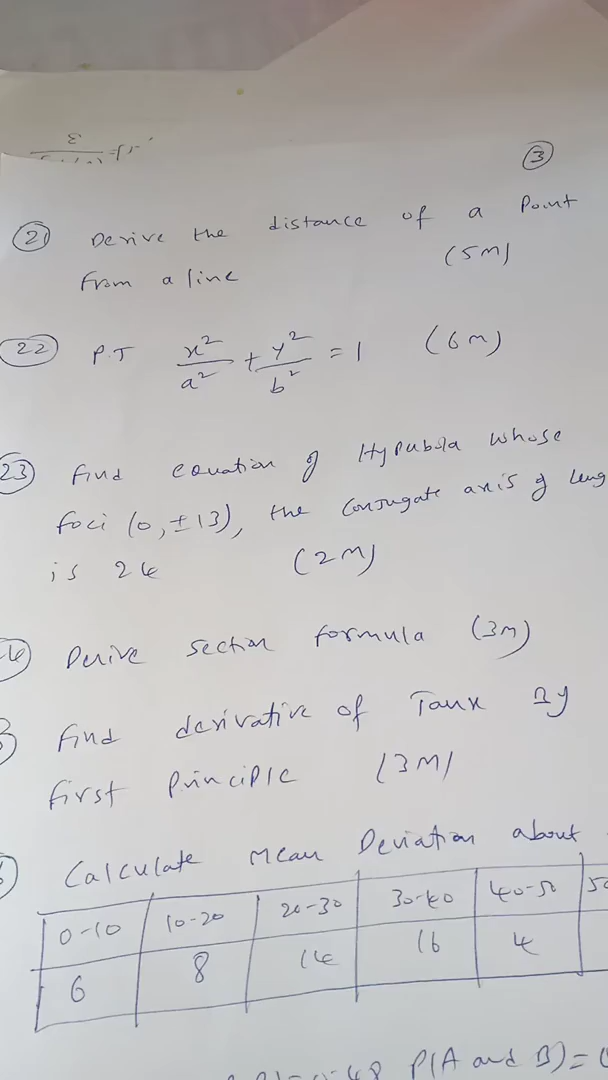 3
21 Derive the distance of a Point
From a line (5M)
22 P.T x²/a² + y²/b² = 1 (6M)
23 Find equation of Hyperbola whose
foci (0, ±13), the Conjugate axis of leng
is 24 (2M)
Derive section formula (3M)
Find derivative of Tanx By
first Principle (3M)
Calculate Mean Deviation about
0-10 10-20 20-30 30-40 40-50 50
6 8 14 16 4
P(A and B) = 0